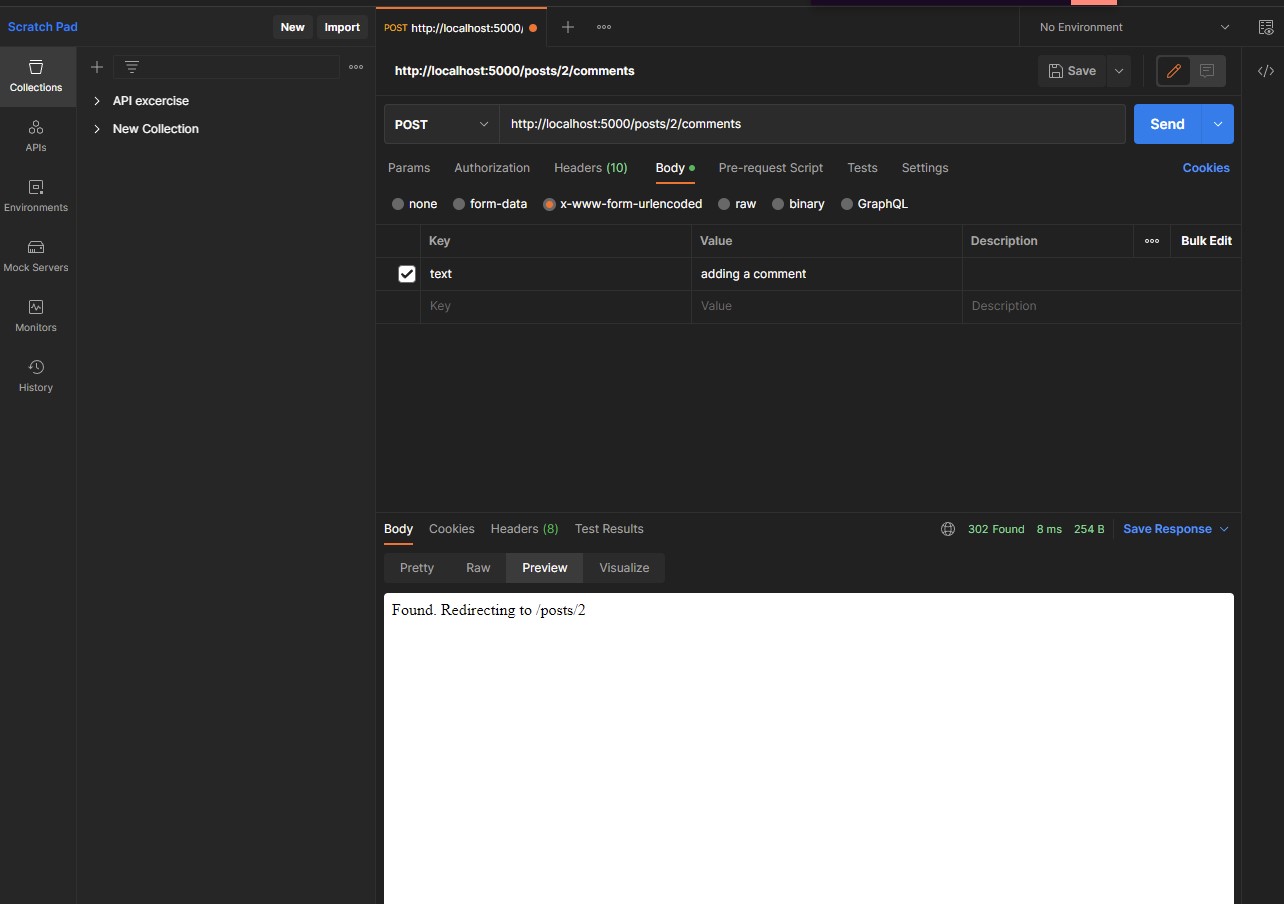 Scratch Pad
New
Import
POST http://localhost:5000/
No Environment
Collections
APIs
Environments
Mock Servers
Monitors
History
API excercise
New Collection
http://localhost:5000/posts/2/comments
Save
POST
http://localhost:5000/posts/2/comments
Send
Params Authorization Headers (10) Body Pre-request Script Tests Settings Cookies
none form-data x-www-form-urlencoded raw binary GraphQL
Key Value Description Bulk Edit
text adding a comment
Key Value Description
Body Cookies Headers (8) Test Results 302 Found 8 ms 254 B Save Response
Pretty Raw Preview Visualize
Found. Redirecting to /posts/2